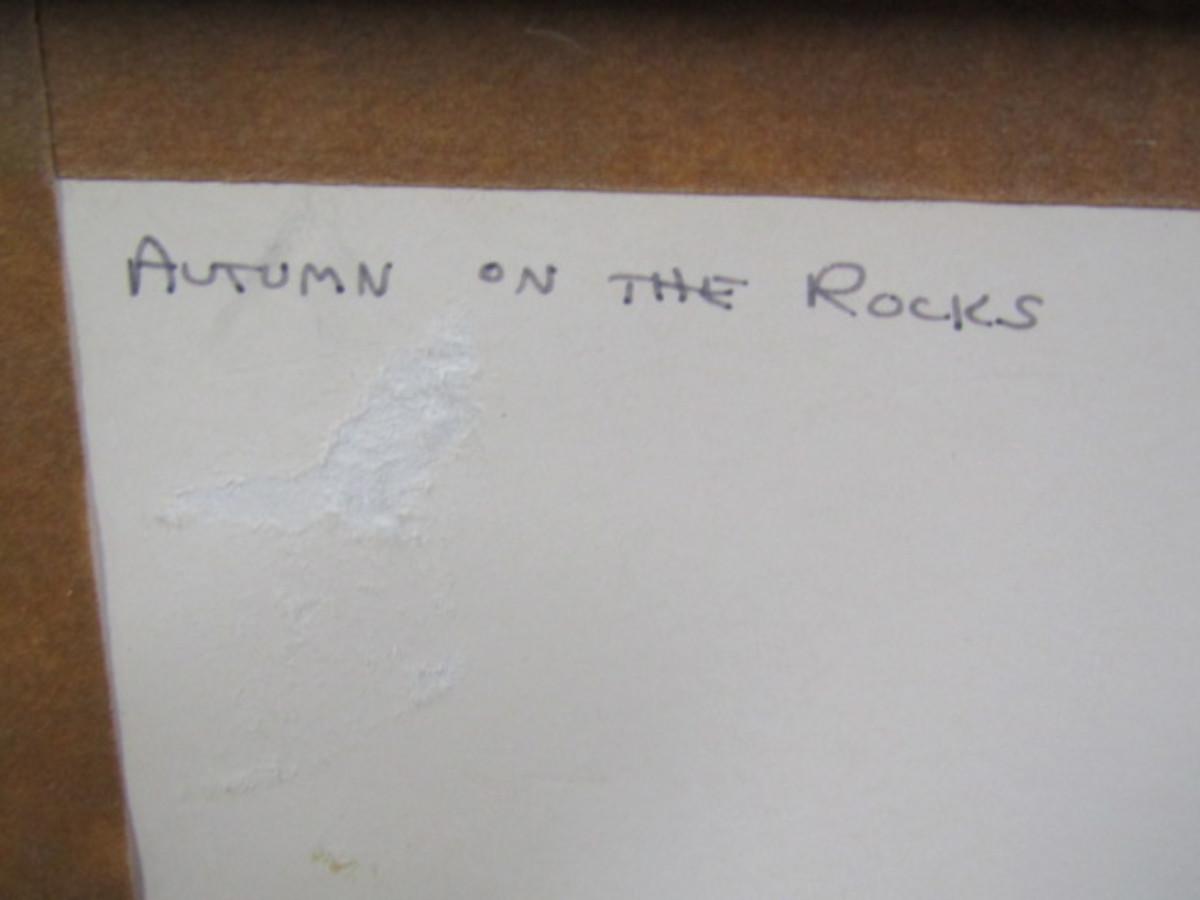 Autumn on the Rocks